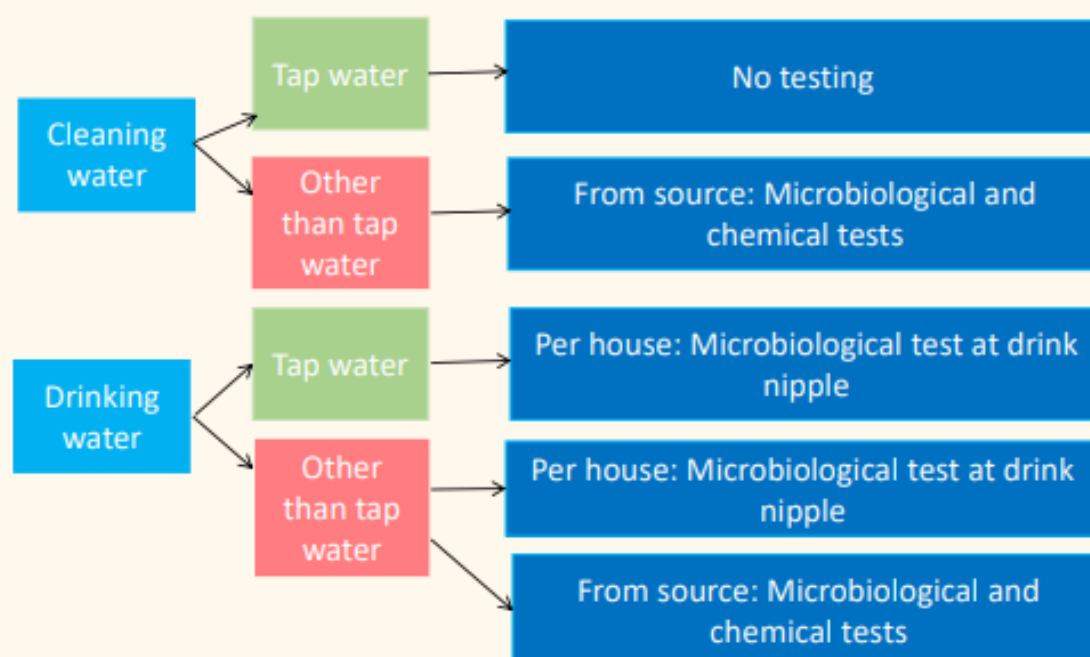 Cleaning
water
Tap water
No testing
Other
than tap
water
From source: Microbiological and
chemical tests
Drinking
water
Tap water
Per house: Microbiological test at drink
nipple
Other
than tap
water
Per house: Microbiological test at drink
nipple
From source: Microbiological and
chemical tests